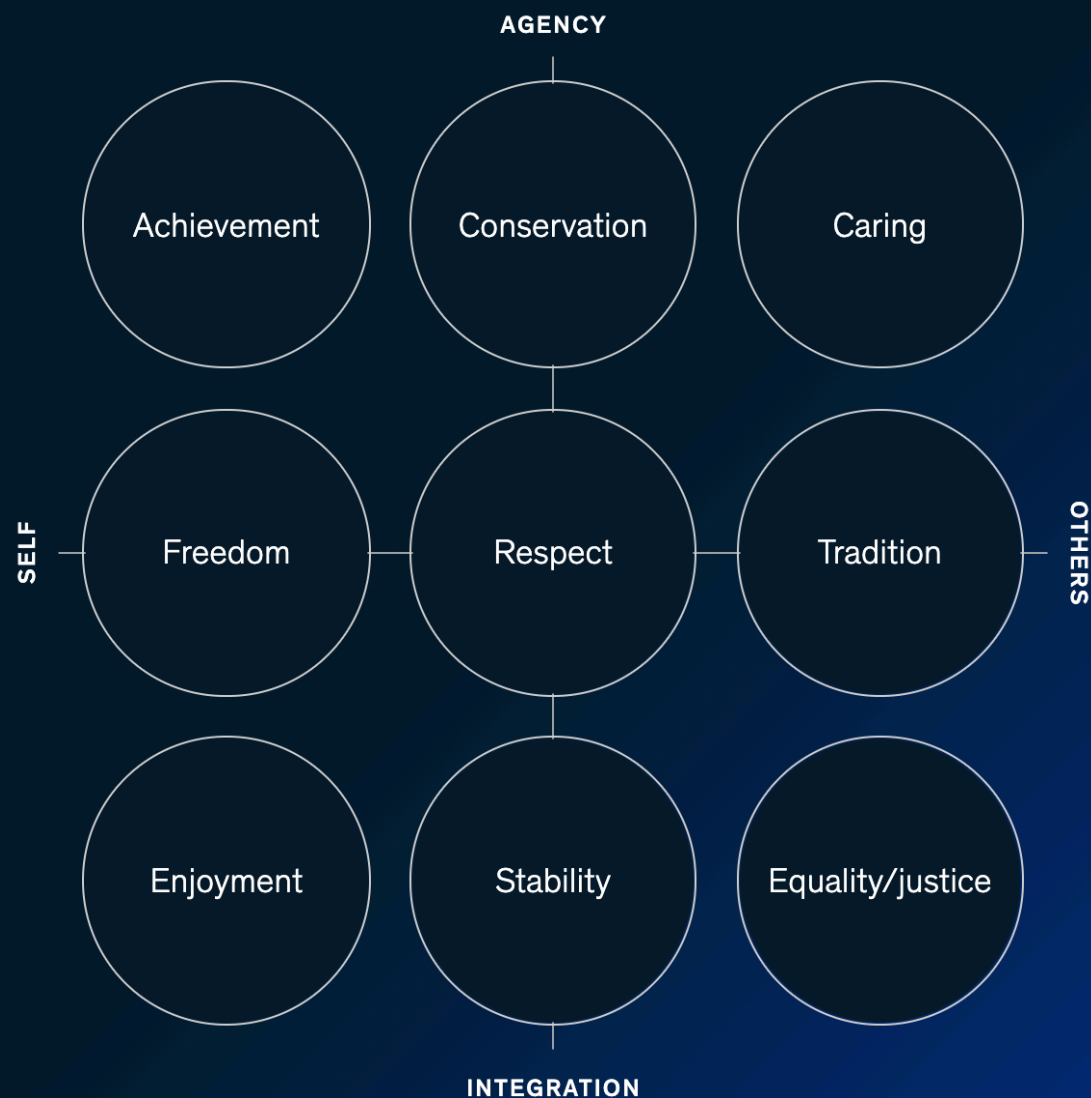 AGENCY
Achievement
Conservation
Caring
SELF
Freedom
Respect
Tradition
OTHERS
Enjoyment
Stability
Equality/justice
INTEGRATION